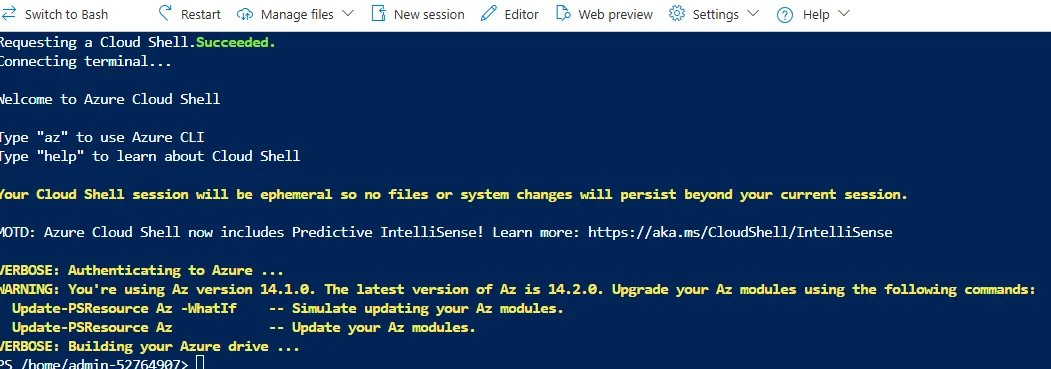 Switch to Bash Restart Manage files New session Editor Web preview Settings Help
Requesting a Cloud Shell.Succeeded.
Connecting terminal...
Welcome to Azure Cloud Shell
Type "az" to use Azure CLI
Type "help" to learn about Cloud Shell
Your Cloud Shell session will be ephemeral so no files or system changes will persist beyond your current session.
MOTD: Azure Cloud Shell now includes Predictive IntelliSense! Learn more: https://aka.ms/CloudShell/IntelliSense
VERBOSE: Authenticating to Azure ...
WARNING: You're using Az version 14.1.0. The latest version of Az is 14.2.0. Upgrade your Az modules using the following commands:
  Update-PSResource Az -WhatIf    -- Simulate updating your Az modules.
  Update-PSResource Az            -- Update your Az modules.
VERBOSE: Building your Azure drive ...
PS /home/admin-52764907>